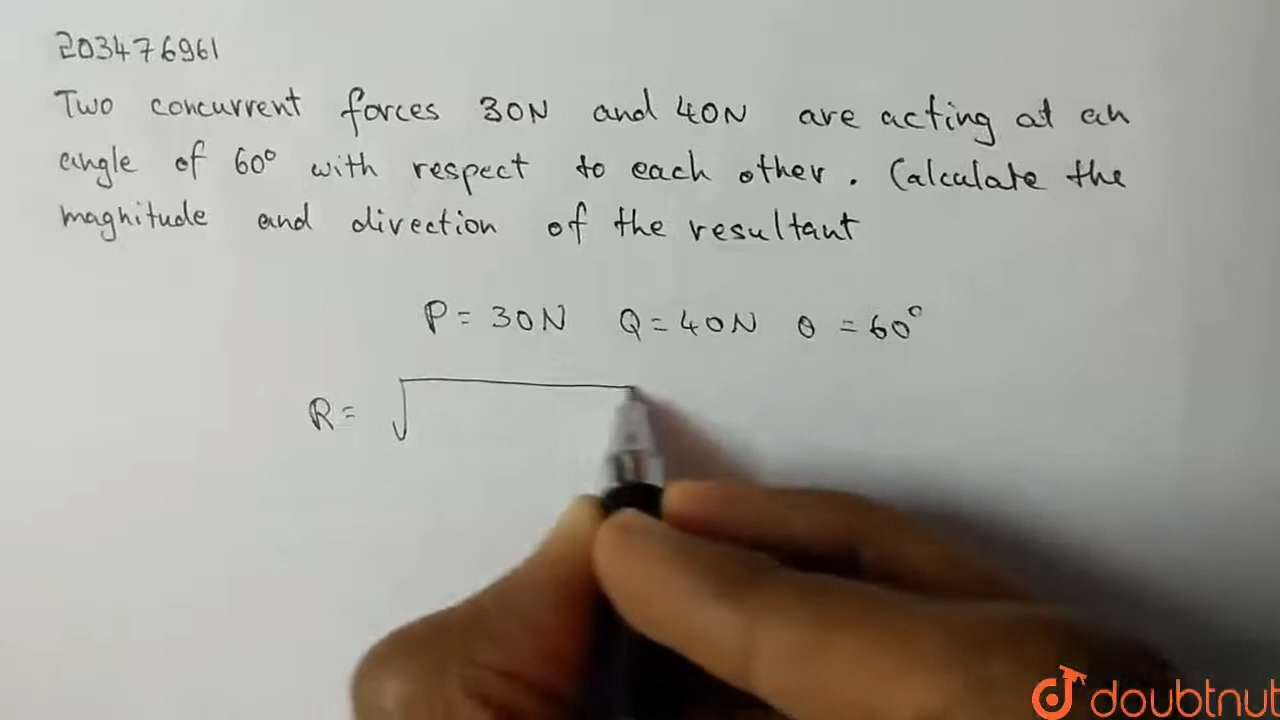 203476961
Two concurrent forces 30N and 40N are acting at an
angle of 60° with respect to each other. Calculate the
magnitude and direction of the resultant
P = 30N Q = 40N θ = 60°
R = √
doubtnut